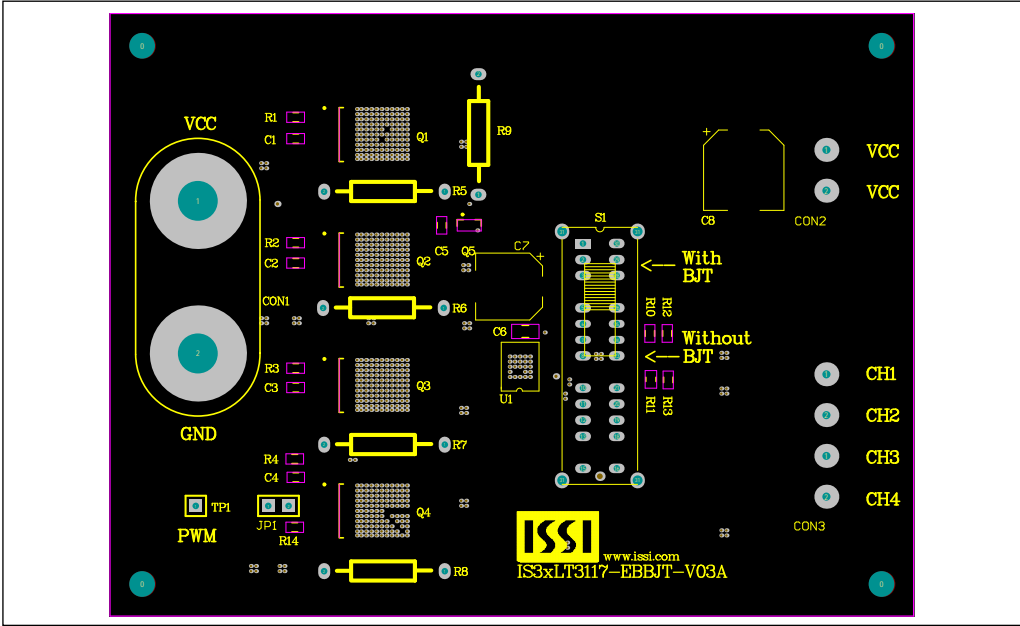 VCC
R1
C1
Q1
R9
R5
C8
VCC
VCC
CON2
R2
C2
Q2
C5
Q5
C7
S1
<-- With
BJT
CON1
R6
C6
R10
R12
<-- Without
BJT
U1
R11
R13
R3
C3
Q3
GND
R7
CH1
CH2
CH3
CH4
CON3
R4
C4
Q4
TP1
PWM
JP1
R14
R8
ISSI
www.issi.com
IS3xLT3117-EBBJT-V03A